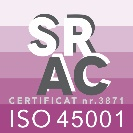 SR
AC
CERTIFICAT nr.3871
ISO 45001